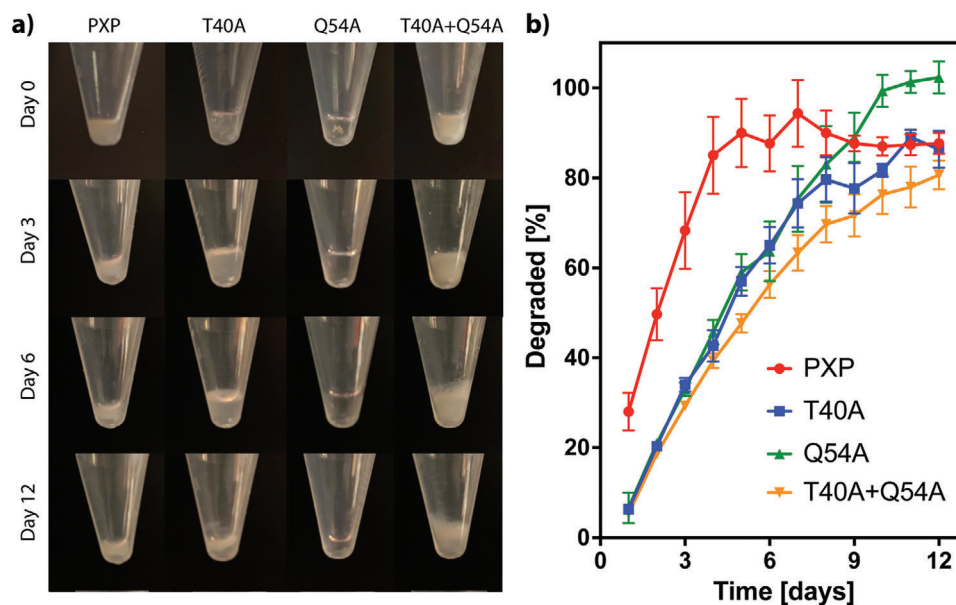 a)
PXP T40A Q54A T40A+Q54A
Day 0
Day 3
Day 6
Day 12
b)
Degraded [%]
100
80
60
40
20
0
PXP
T40A
Q54A
T40A+Q54A
0 3 6 9 12
Time [days]